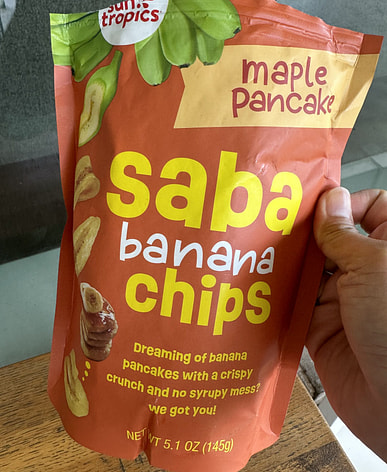 sun
tropics®
maple
pancake
saba
banana
chips
Dreaming of banana
pancakes with a crispy
crunch and no syrupy mess?
we got you!
NET WT 5.1 OZ (145g)